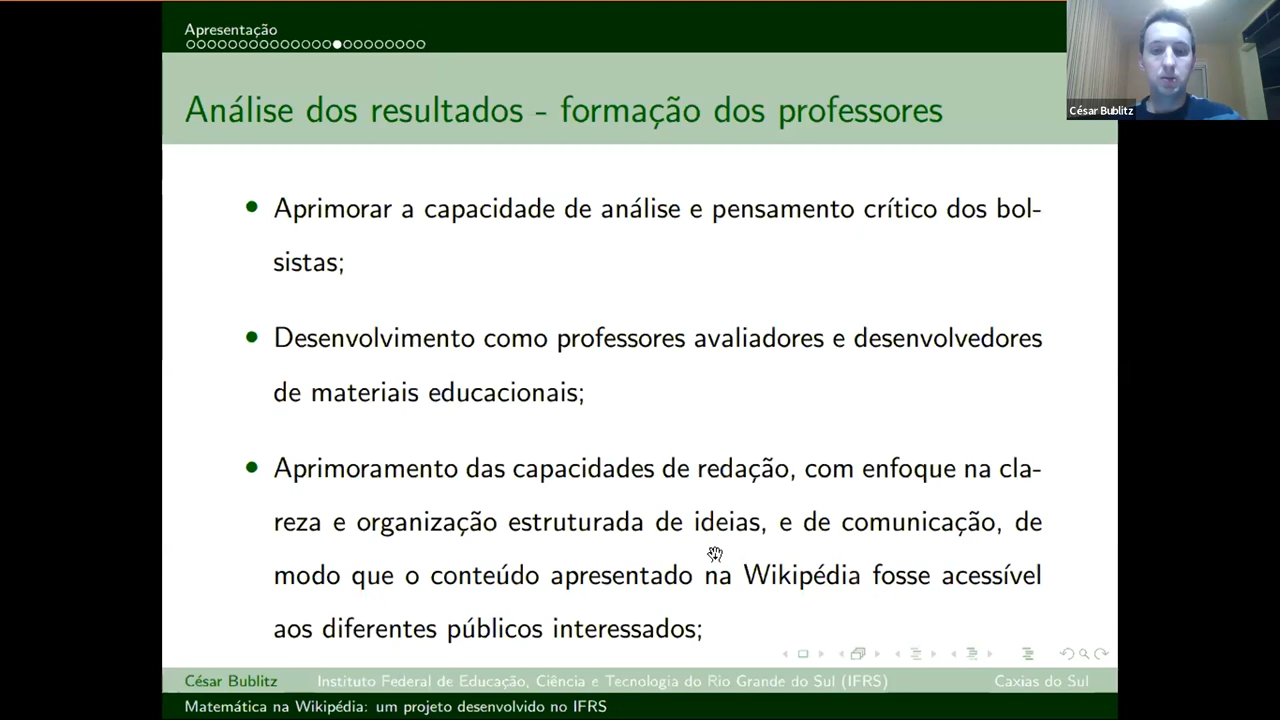 Apresentação
César Bublitz
Análise dos resultados - formação dos professores
Aprimorar a capacidade de análise e pensamento crítico dos bol-
sistas;
Desenvolvimento como professores avaliadores e desenvolvedores
de materiais educacionais;
Aprimoramento das capacidades de redação, com enfoque na cla-
reza e organização estruturada de ideias, e de comunicação, de
modo que o conteúdo apresentado na Wikipédia fosse acessível
aos diferentes públicos interessados;
César Bublitz Instituto Federal de Educação, Ciência e Tecnologia do Rio Grande do Sul (IFRS) Caxias do Sul
Matemática na Wikipédia: um projeto desenvolvido no IFRS